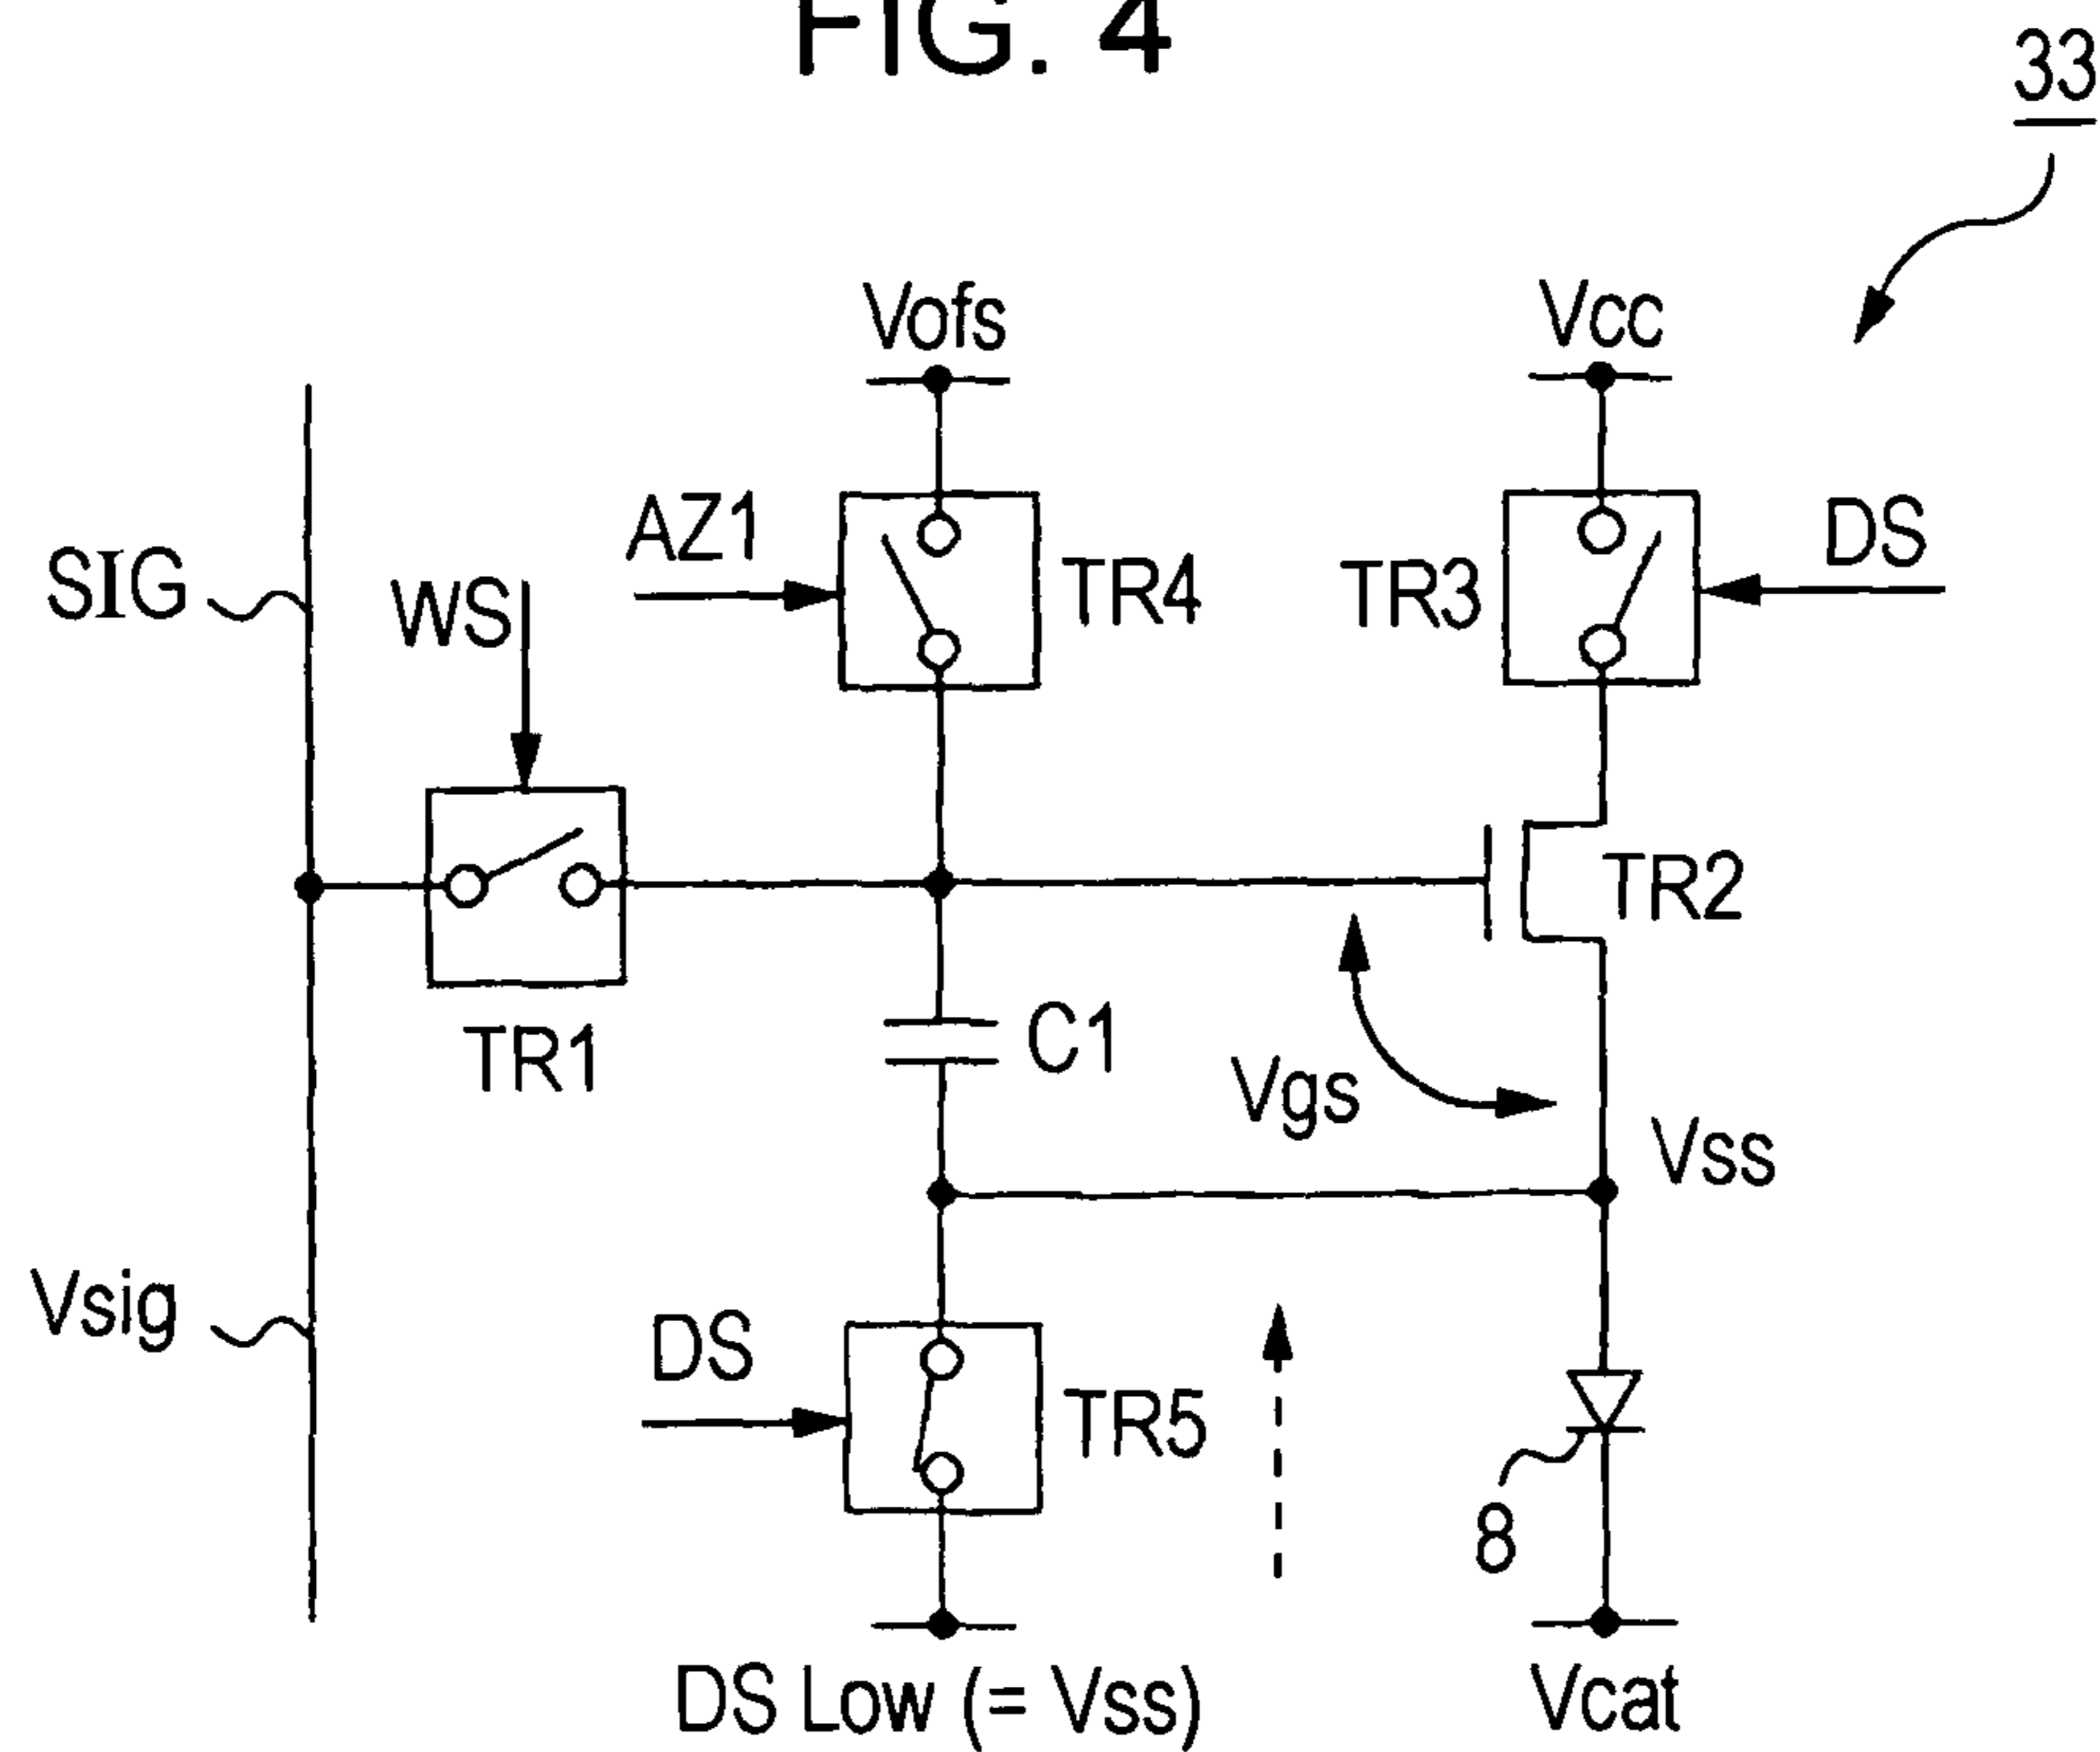 FIG. 4
33
Vofs
Vcc
AZ1
DS
SIG
WS
TR4
TR3
TR2
TR1
C1
Vgs
Vss
Vsig
DS
TR5
8
DS Low (= Vss)
Vcat